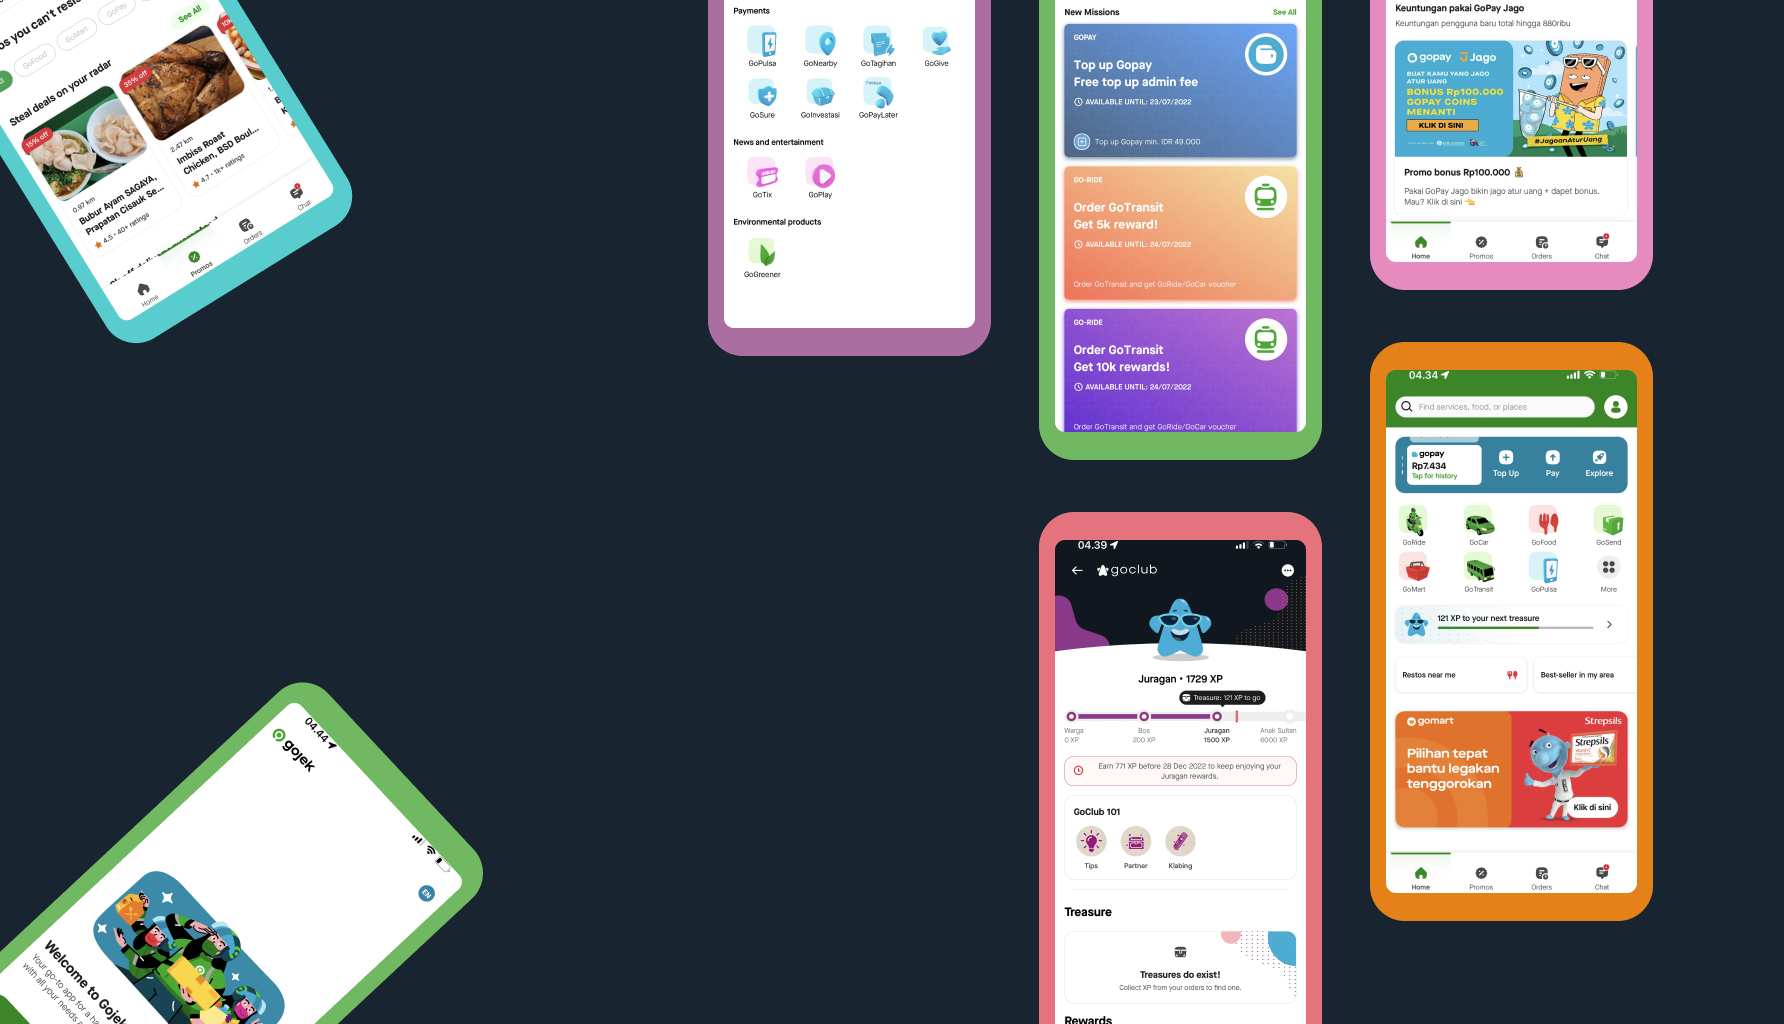 See All
GoPay
GoMart
GoFood
Steal deals on your radar
15% off
35% off
0.97 km
Bubur Ayam SAGAYA,
Prapatan Cisauk Se...
4.5 • 40+ ratings
2.47 km
Imbiss Roast
Chicken, BSD Boul...
4.7 • 1k+ ratings
Home
Promos
Orders
Chat
Payments
GoPulsa
GoNearby
GoTagihan
GoGive
GoSure
GoInvestasi
GoPayLater
News and entertainment
GoTix
GoPlay
Environmental products
GoGreener
New Missions
See All
GOPAY
Top up Gopay
Free top up admin fee
AVAILABLE UNTIL: 23/07/2022
Top up Gopay min. IDR 49.000
GO-RIDE
Order GoTransit
Get 5k reward!
AVAILABLE UNTIL: 24/07/2022
Order GoTransit and get GoRide/GoCar voucher
GO-RIDE
Order GoTransit
Get 10k rewards!
AVAILABLE UNTIL: 24/07/2022
Order GoTransit and get GoRide/GoCar voucher
Keuntungan pakai GoPay Jago
Keuntungan pengguna baru total hingga 880ribu
gopay Jago
BUAT KAMU YANG JAGO
ATUR UANG
BONUS Rp100.000
GOPAY COINS
MENANTI
KLIK DI SINI
#JagoanAturUang
Promo bonus Rp100.000
Pakai GoPay Jago bikin jago atur uang + dapet bonus.
Mau? Klik di sini
Home
Promos
Orders
Chat
04.34
Find services, food, or places
gopay
Rp7.434
Tap for history
Top Up
Pay
Explore
GoRide
GoCar
GoFood
GoSend
GoMart
GoTransit
GoPulsa
More
121 XP to your next treasure
Restos near me
Best-seller in my area
gomart
Strepsils
Strepsils
Pilihan tepat
bantu legakan
tenggorokan
Klik di sini
Home
Promos
Orders
Chat
04.39
goclub
Juragan • 1729 XP
Treasure: 121 XP to go
Warga
0 XP
Bos
200 XP
Juragan
1500 XP
Anak Sultan
6000 XP
Earn 771 XP before 28 Dec 2022 to keep enjoying your
Juragan rewards.
GoClub 101
Tips
Partner
Klabing
Treasure
Treasures do exist!
Collect XP from your orders to find one.
Rewards
04.44
gojek
EN
Welcome to Gojek
Your go-to app for a
with all your needs